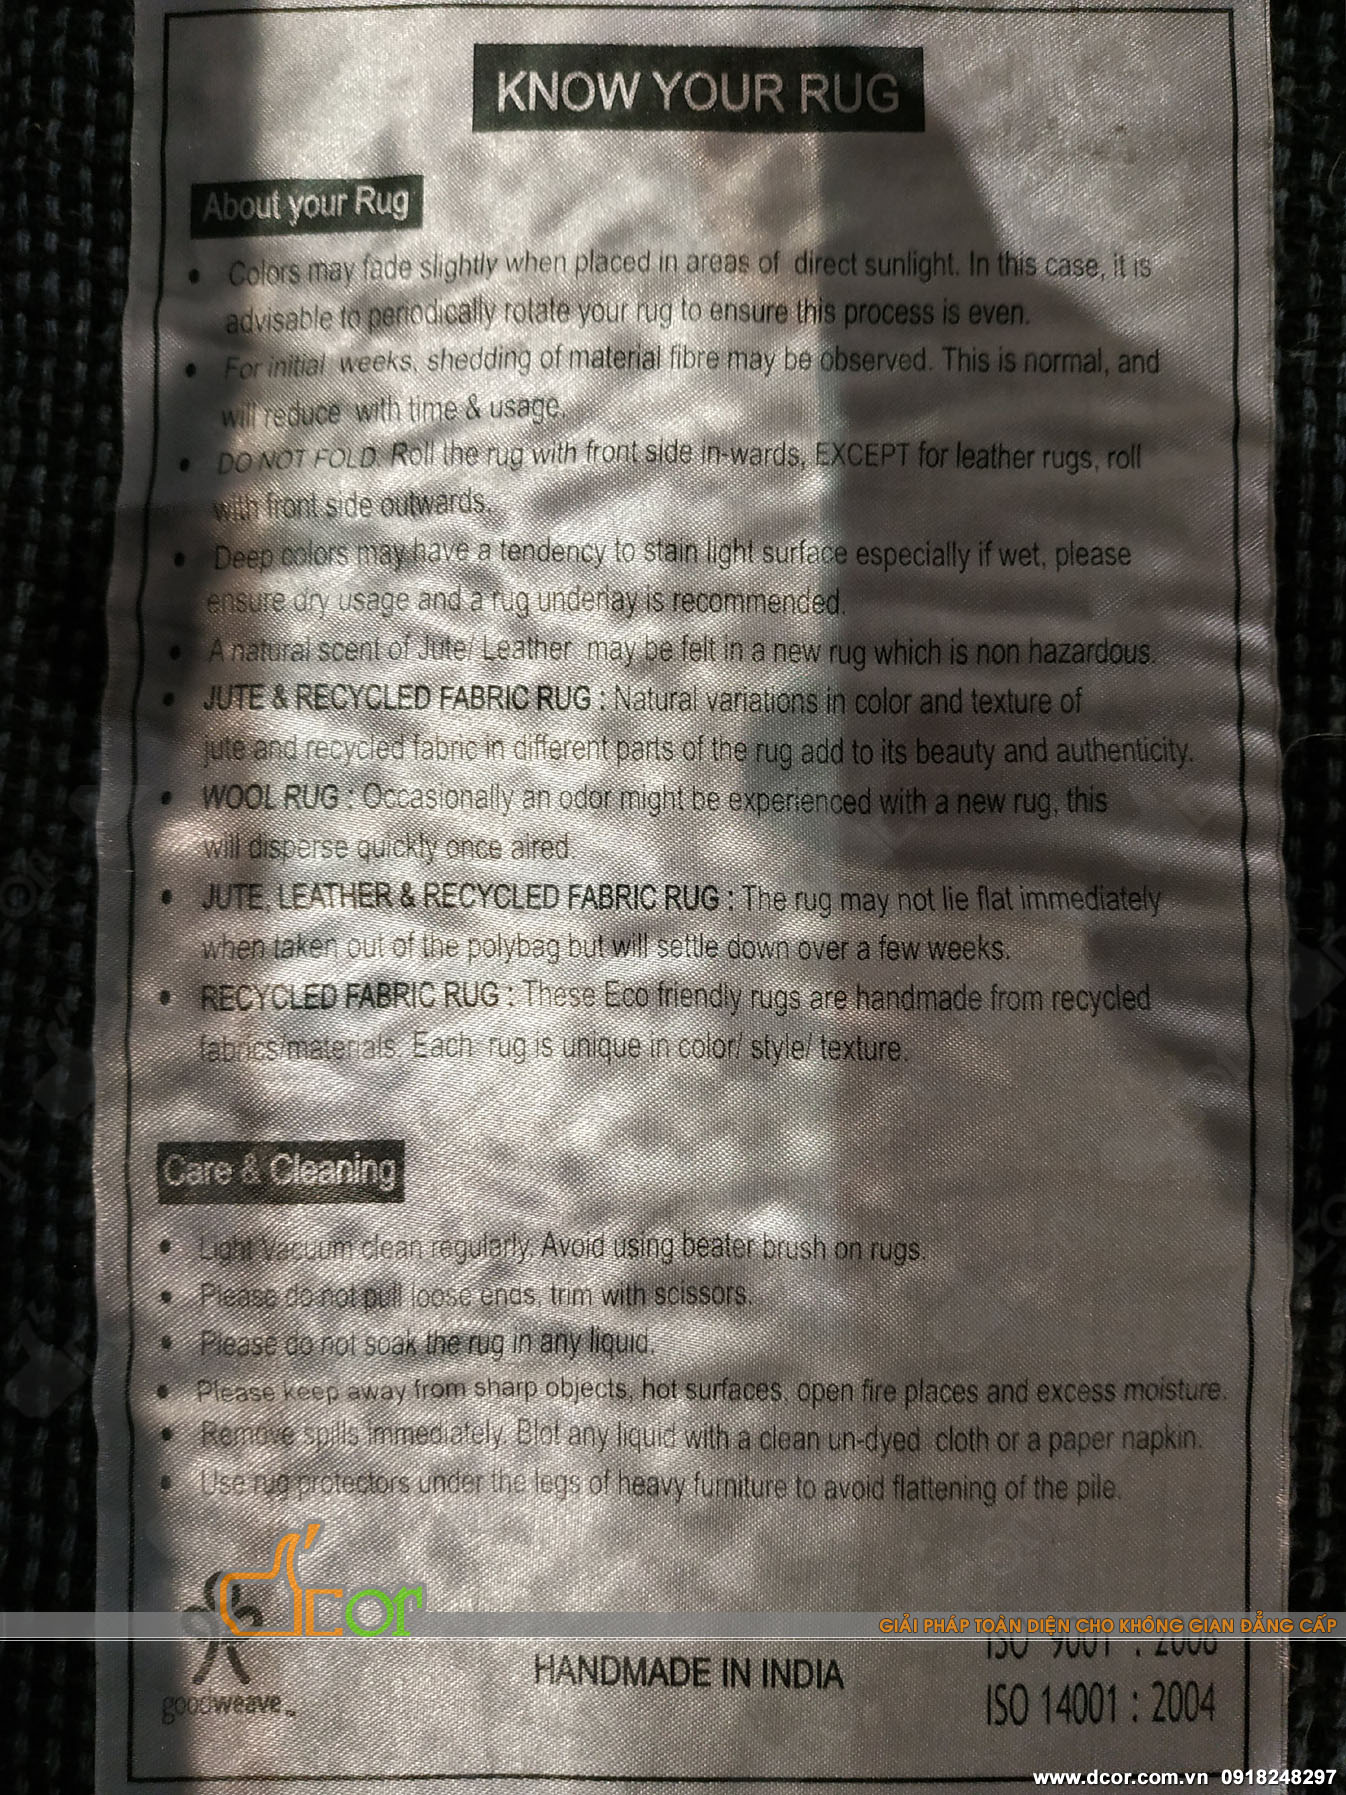 KNOW YOUR RUG
About your Rug
• Colors may fade slightly when placed in areas of direct sunlight. In this case, it is
advisable to periodically rotate your rug to ensure this process is even.
• For initial weeks, shedding of material fibre may be observed. This is normal, and
will reduce with time & usage.
• DO NOT FOLD. Roll the rug with front side in-wards, EXCEPT for leather rugs, roll
with front side outwards.
• Deep colors may have a tendency to stain light surface especially if wet, please
ensure dry usage and a rug underlay is recommended.
• A natural scent of Jute/ Leather may be felt in a new rug which is non hazardous.
• JUTE & RECYCLED FABRIC RUG : Natural variations in color and texture of
jute and recycled fabric in different parts of the rug add to its beauty and authenticity.
• WOOL RUG : Occasionally an odor might be experienced with a new rug, this
will disperse quickly once aired.
• JUTE, LEATHER & RECYCLED FABRIC RUG : The rug may not lie flat immediately
when taken out of the polybag but will settle down over a few weeks.
• RECYCLED FABRIC RUG : These Eco friendly rugs are handmade from recycled
fabrics/materials. Each rug is unique in color/ style/ texture.
Care & Cleaning
• Light Vacuum clean regularly. Avoid using beater brush on rugs.
• Please do not pull loose ends, trim with scissors.
• Please do not soak the rug in any liquid.
• Please keep away from sharp objects, hot surfaces, open fire places and excess moisture.
• Remove spills immediately. Blot any liquid with a clean un-dyed cloth or a paper napkin.
• Use rug protectors under the legs of heavy furniture to avoid flattening of the pile.
d'cor
GIẢI PHÁP TOÀN DIỆN CHO KHÔNG GIAN ĐẲNG CẤP
ISO 9001 : 2008
HANDMADE IN INDIA
ISO 14001 : 2004
goodweave
www.dcor.com.vn 0918248297